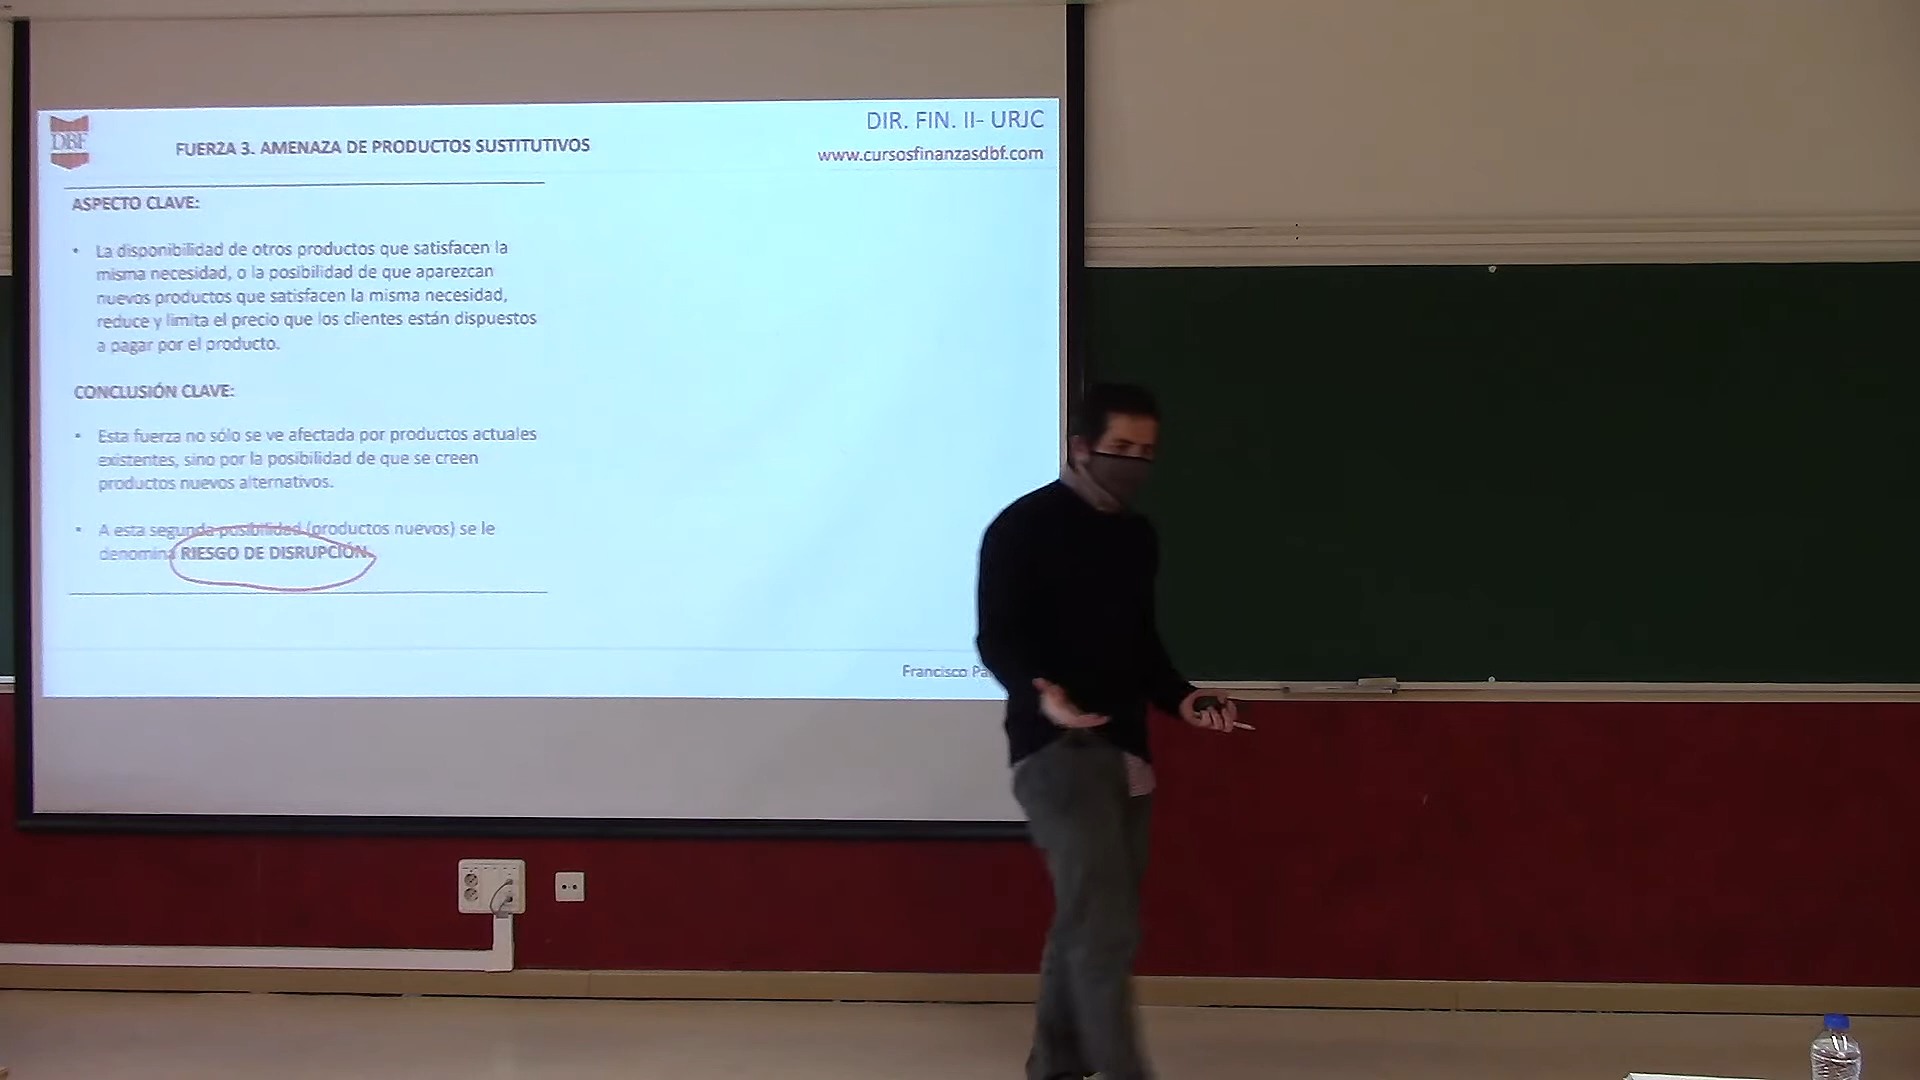 DBF
FUERZA 3. AMENAZA DE PRODUCTOS SUSTITUTIVOS
DIR. FIN. II- URJC
www.cursosfinanzasdbf.com
ASPECTO CLAVE:
• La disponibilidad de otros productos que satisfacen la
misma necesidad, o la posibilidad de que aparezcan
nuevos productos que satisfacen la misma necesidad,
reduce y limita el precio que los clientes están dispuestos
a pagar por el producto.
CONCLUSIÓN CLAVE:
• Esta fuerza no sólo se ve afectada por productos actuales
existentes, sino por la posibilidad de que se creen
productos nuevos alternativos.
• A esta segunda posibilidad (productos nuevos) se le
denomina RIESGO DE DISRUPCIÓN.
Francisco